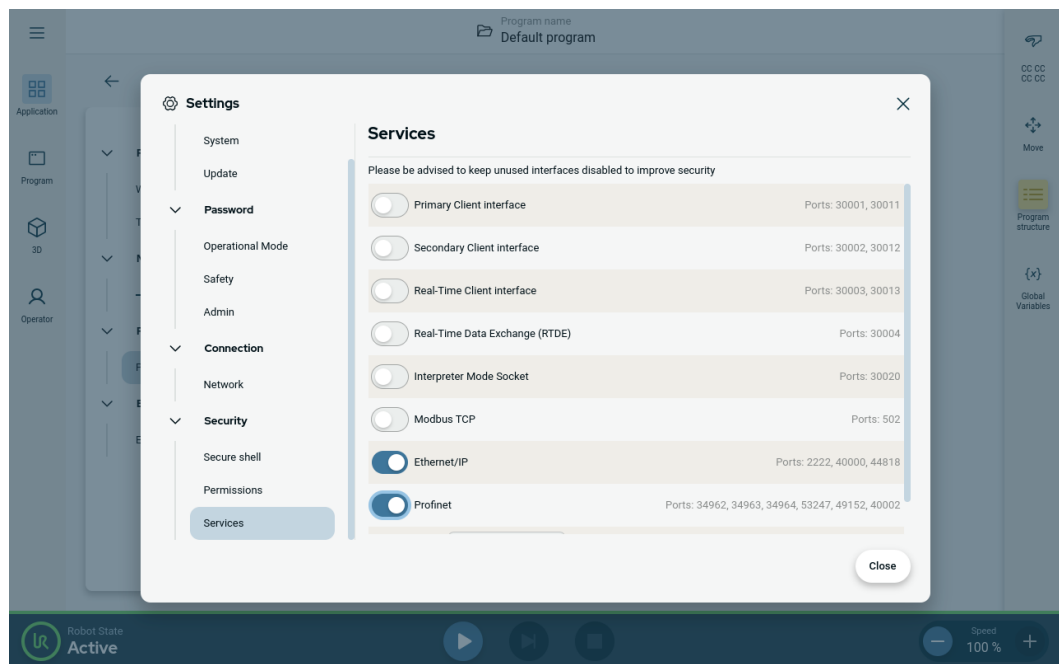 Program name
Default program
Application
Program
3D
Operator
Settings
System
Update
Password
Operational Mode
Safety
Admin
Connection
Network
Security
Secure shell
Permissions
Services
Services
Please be advised to keep unused interfaces disabled to improve security
Primary Client interface Ports: 30001, 30011
Secondary Client interface Ports: 30002, 30012
Real-Time Client interface Ports: 30003, 30013
Real-Time Data Exchange (RTDE) Ports: 30004
Interpreter Mode Socket Ports: 30020
Modbus TCP Ports: 502
Ethernet/IP Ports: 2222, 40000, 44818
Profinet Ports: 34962, 34963, 34964, 53247, 49152, 40002
Close
CC CC
CC CC
Move
Program
structure
{x}
Global
Variables
UR
Robot State
Active
Speed
100 %